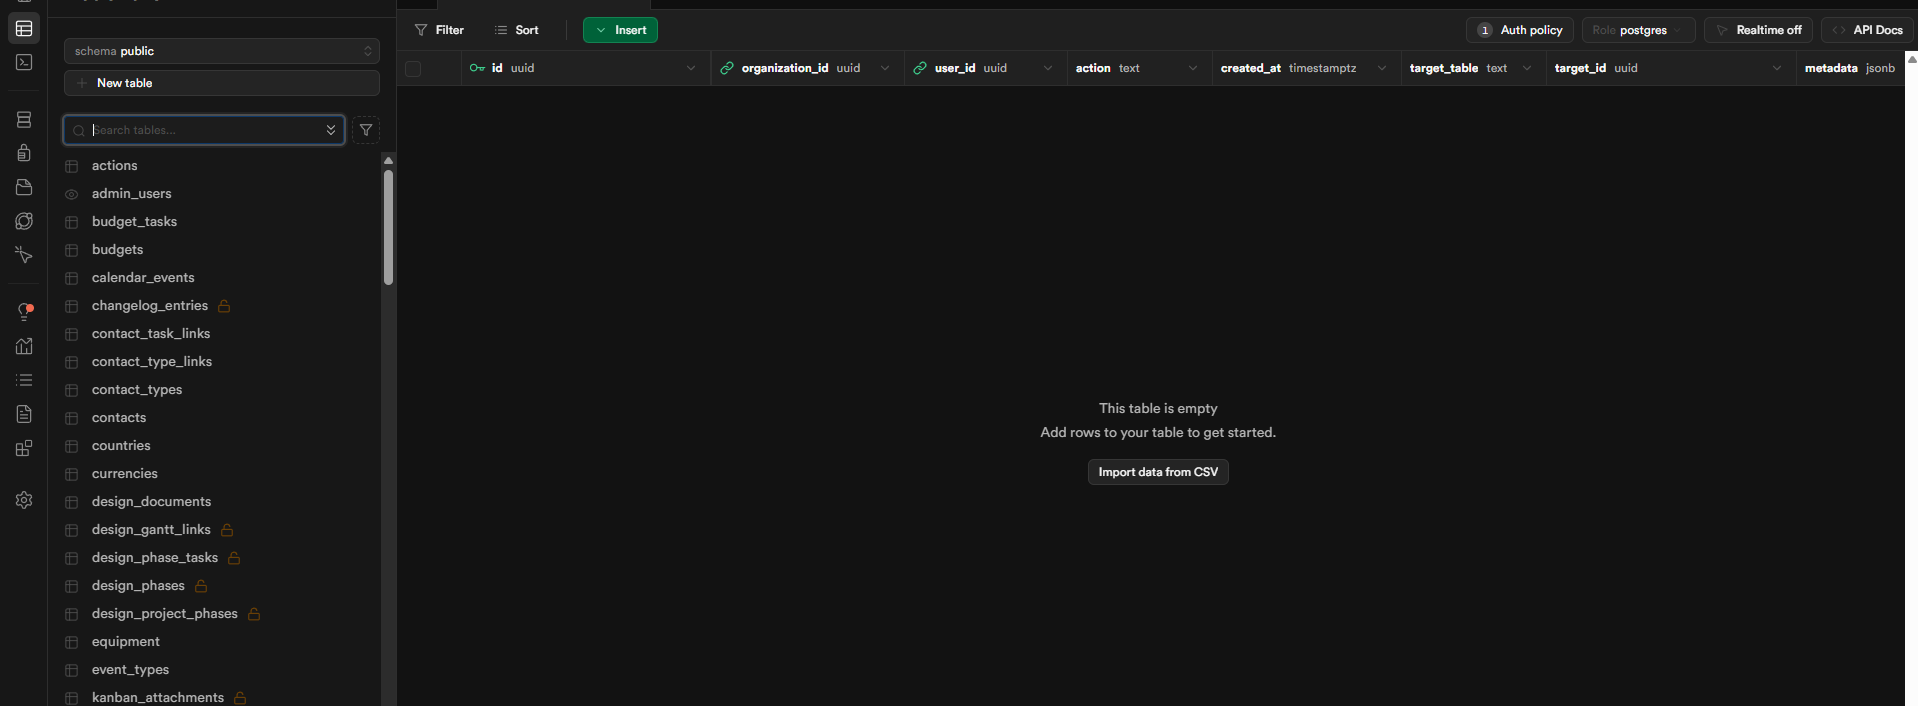 schema public
New table
Search tables...
actions
admin_users
budget_tasks
budgets
calendar_events
changelog_entries
contact_task_links
contact_type_links
contact_types
contacts
countries
currencies
design_documents
design_gantt_links
design_phase_tasks
design_phases
design_project_phases
equipment
event_types
kanban_attachments
Filter Sort Insert 1 Auth policy Role postgres Realtime off API Docs
id uuid organization_id uuid user_id uuid action text created_at timestamptz target_table text target_id uuid metadata jsonb
This table is empty
Add rows to your table to get started.
Import data from CSV